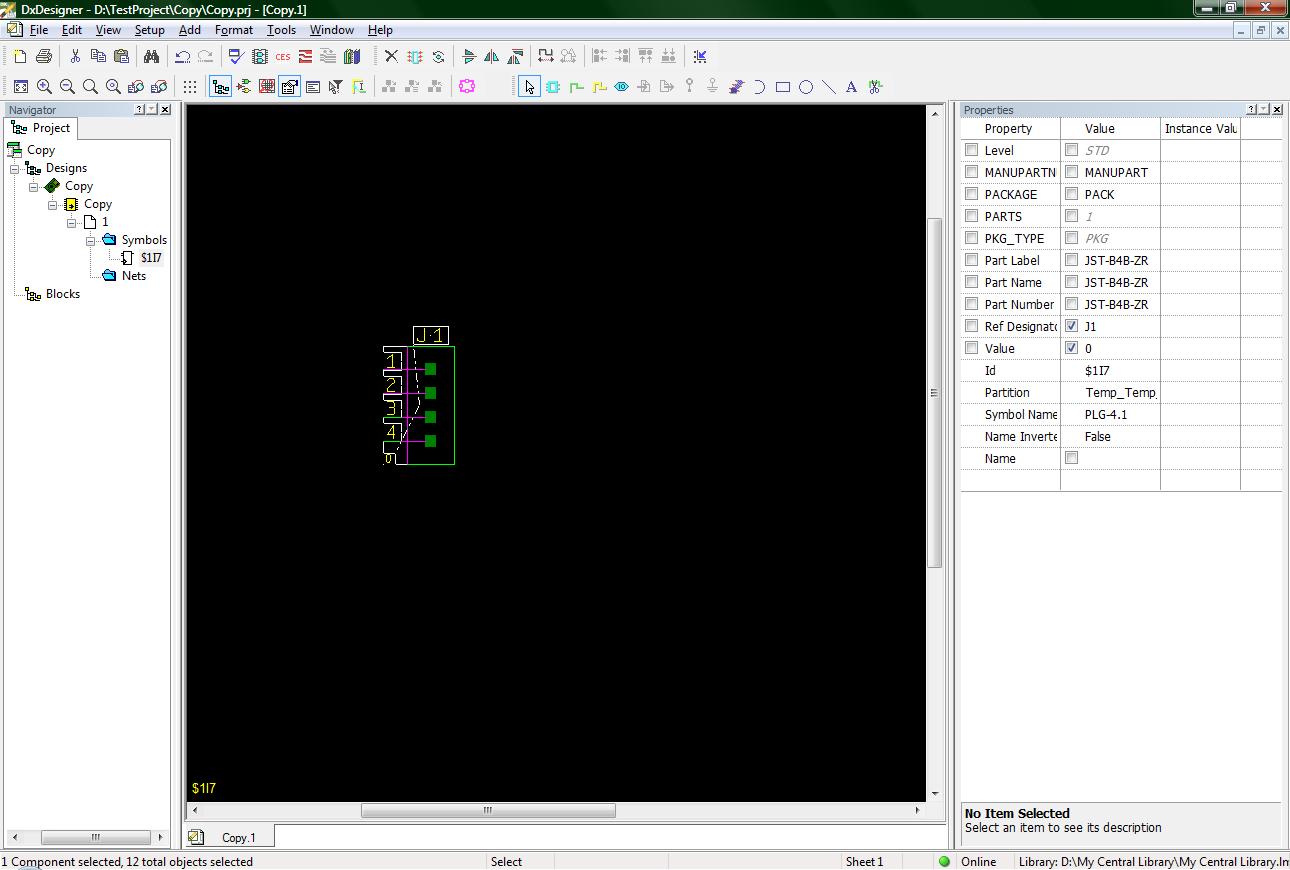 DxDesigner - D:\TestProject\Copy\Copy.prj - [Copy.1]
File Edit View Setup Add Format Tools Window Help
CES
A
Navigator
Project
Copy
Designs
Copy
Copy
1
Symbols
$1I7
Nets
Blocks
J1
1
2
3
4
0
$1I7
Copy.1
Properties
Property Value Instance Valu
Level STD
MANUPARTN MANUPART
PACKAGE PACK
PARTS 1
PKG_TYPE PKG
Part Label JST-B4B-ZR
Part Name JST-B4B-ZR
Part Number JST-B4B-ZR
Ref Designato J1
Value 0
Id $1I7
Partition Temp_Temp_
Symbol Name PLG-4.1
Name Inverte False
Name
No Item Selected
Select an item to see its description
1 Component selected, 12 total objects selected Select Sheet 1 Online Library: D:\My Central Library\My Central Library.lm